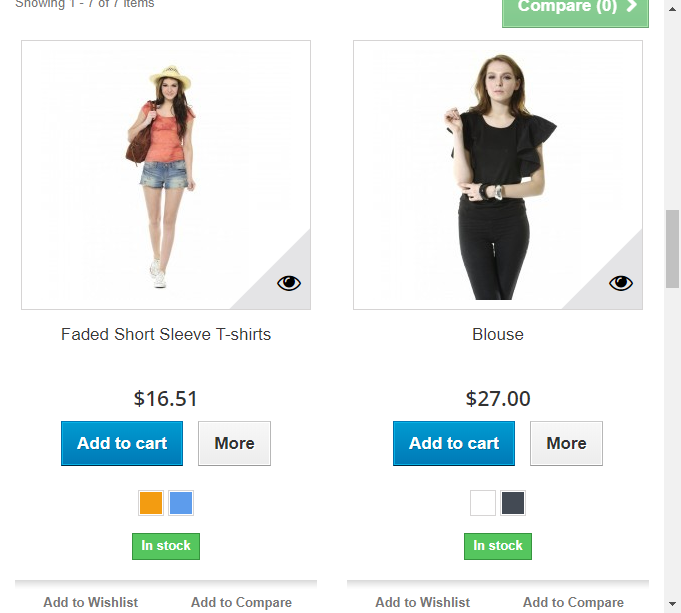 Showing 1 - 7 of 7 items
Compare (0)
Faded Short Sleeve T-shirts
$16.51
Add to cart
More
In stock
Add to Wishlist
Add to Compare
Blouse
$27.00
Add to cart
More
In stock
Add to Wishlist
Add to Compare